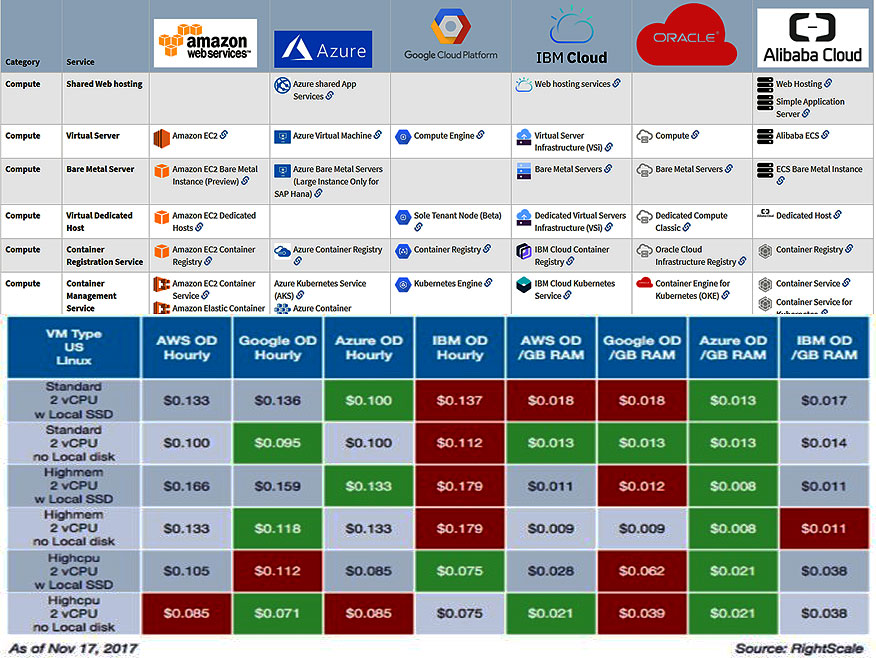 Category
Service
amazon
web services™
Azure
Google Cloud Platform
IBM Cloud
ORACLE®
Alibaba Cloud
Compute
Shared Web hosting
Azure shared App
Services
Web hosting services
Web Hosting
Simple Application
Server
Compute
Virtual Server
Amazon EC2
Azure Virtual Machine
Compute Engine
Virtual Server
Infrastructure (VSI)
Compute
Alibaba ECS
Compute
Bare Metal Server
Amazon EC2 Bare Metal
Instance (Preview)
Azure Bare Metal Servers
(Large Instance Only for
SAP Hana)
Bare Metal Servers
Bare Metal Servers
ECS Bare Metal Instance
Compute
Virtual Dedicated
Host
Amazon EC2 Dedicated
Hosts
Sole Tenant Node (Beta)
Dedicated Virtual Servers
Infrastructure (VSI)
Dedicated Compute
Classic
Dedicated Host
Compute
Container
Registration Service
Amazon EC2 Container
Registry
Azure Container Registry
Container Registry
IBM Cloud Container
Registry
Oracle Cloud
Infrastructure Registry
Container Registry
Compute
Container
Management
Service
Amazon EC2 Container
Service
Amazon Elastic Container
Azure Kubernetes Service
(AKS)
Azure Container
Kubernetes Engine
IBM Cloud Kubernetes
Service
Container Engine for
Kubernetes (OKE)
Container Service
Container Service for
VM Type
US
Linux
AWS OD
Hourly
Google OD
Hourly
Azure OD
Hourly
IBM OD
Hourly
AWS OD
/GB RAM
Google OD
/GB RAM
Azure OD
/GB RAM
IBM OD
/GB RAM
Standard
2 vCPU
w Local SSD
$0.133 $0.136 $0.100 $0.137 $0.018 $0.018 $0.013 $0.017
Standard
2 vCPU
no Local disk
$0.100 $0.095 $0.100 $0.112 $0.013 $0.013 $0.013 $0.014
Highmem
2 vCPU
w Local SSD
$0.166 $0.159 $0.133 $0.179 $0.011 $0.012 $0.008 $0.011
Highmem
2 vCPU
no Local disk
$0.133 $0.118 $0.133 $0.179 $0.009 $0.009 $0.008 $0.011
Highcpu
2 vCPU
w Local SSD
$0.105 $0.112 $0.085 $0.075 $0.028 $0.062 $0.021 $0.038
Highcpu
2 vCPU
no Local disk
$0.085 $0.071 $0.085 $0.075 $0.021 $0.039 $0.021 $0.038
As of Nov 17, 2017
Source: RightScale